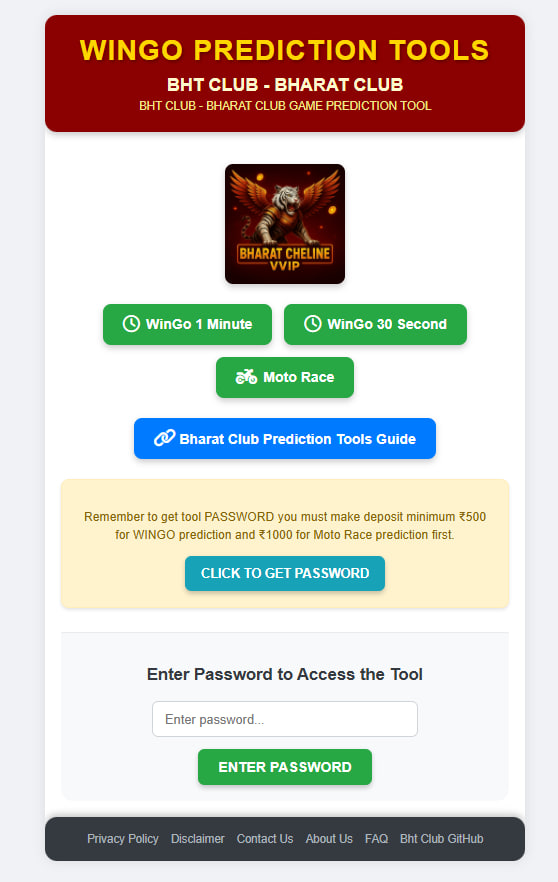 WINGO PREDICTION TOOLS
BHT CLUB - BHARAT CLUB
BHT CLUB - BHARAT CLUB GAME PREDICTION TOOL
BHARAT CHELINE
VVIP
WinGo 1 Minute
WinGo 30 Second
Moto Race
Bharat Club Prediction Tools Guide
Remember to get tool PASSWORD you must make deposit minimum ₹500
for WINGO prediction and ₹1000 for Moto Race prediction first.
CLICK TO GET PASSWORD
Enter Password to Access the Tool
Enter password...
ENTER PASSWORD
Privacy Policy Disclaimer Contact Us About Us FAQ Bht Club GitHub